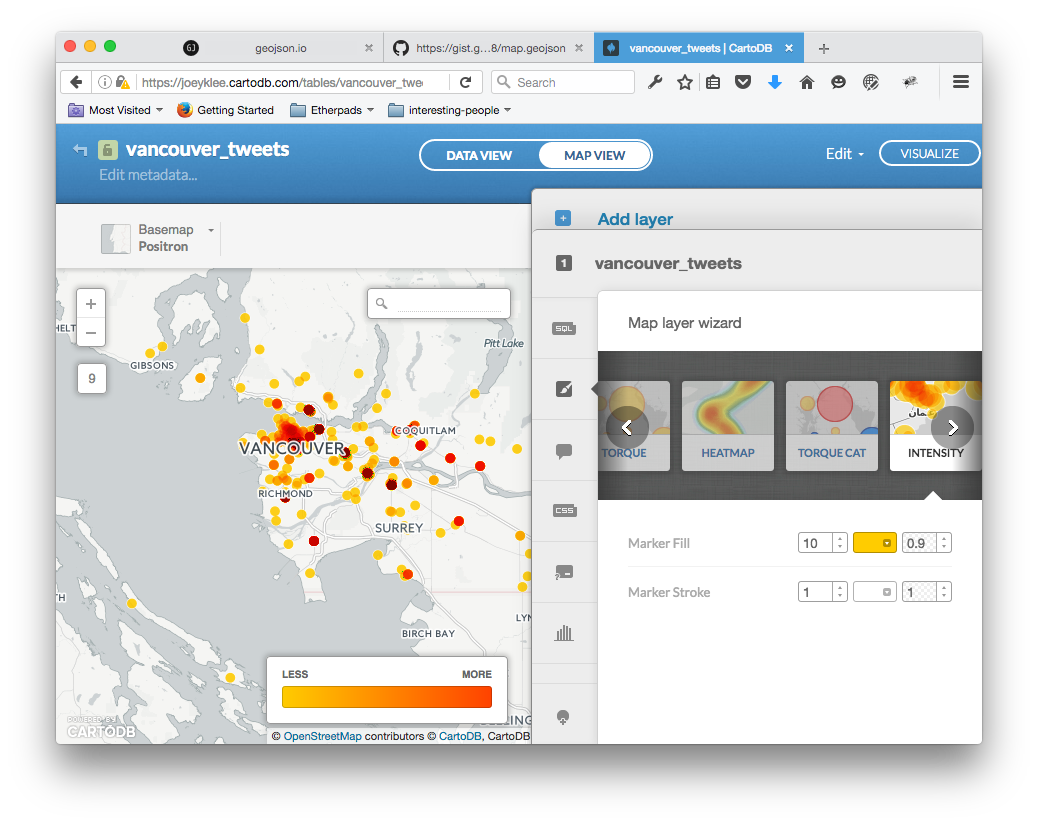 GJ
geojson.io
https://gist.g...8/map.geojson
vancouver_tweets | CartoDB
https://joeyklee.cartodb.com/tables/vancouver_twe
Search
Most Visited
Getting Started
Etherpads
interesting-people
vancouver_tweets
Edit metadata...
DATA VIEW
MAP VIEW
Edit
VISUALIZE
Basemap
Positron
Add layer
1
vancouver_tweets
SQL
CSS
Map layer wizard
TORQUE
HEATMAP
TORQUE CAT
INTENSITY
Marker Fill
10
0.9
Marker Stroke
1
1
+
−
9
HELT
GIBSONS
Pitt Lake
COQUITLAM
VANCOUVER
RICHMOND
SURREY
TH
LYN
BIRCH BAY
LESS
MORE
LLING
POWERED BY
CARTODB
© OpenStreetMap contributors © CartoDB, CartoDB